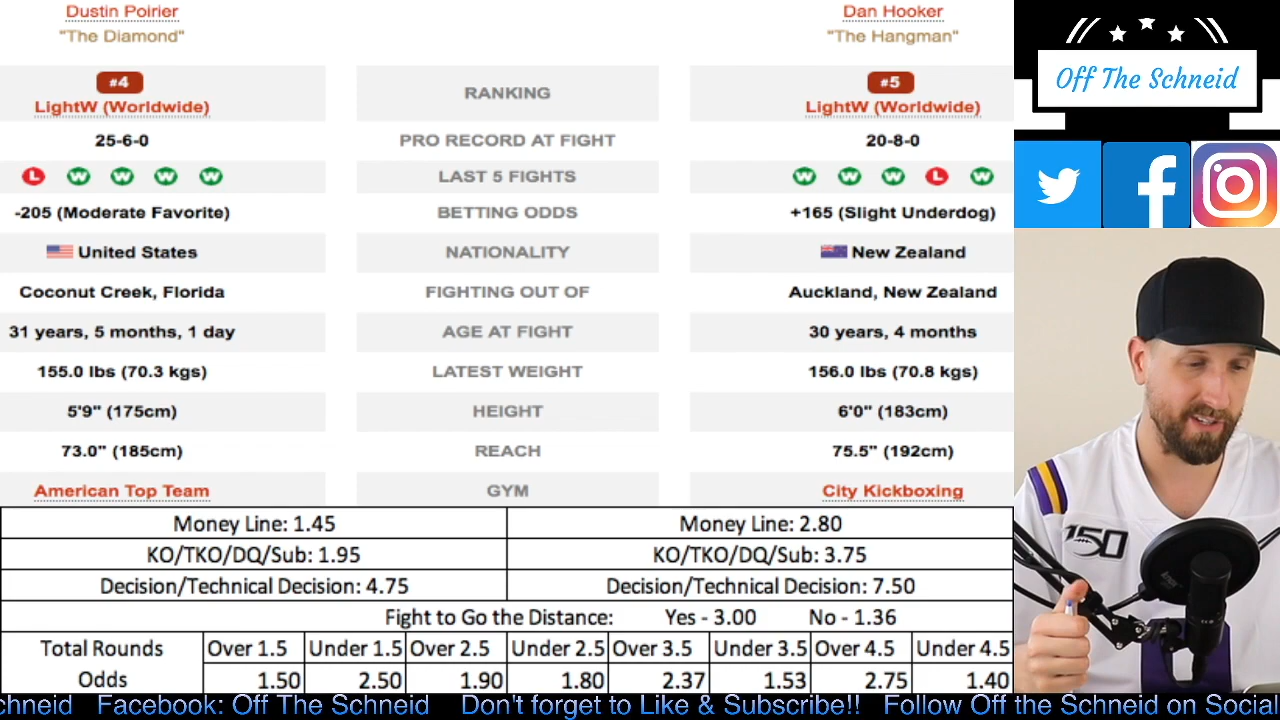 Dustin Poirier
"The Diamond"
Dan Hooker
"The Hangman"
#4
LightW (Worldwide)
RANKING
#5
LightW (Worldwide)
25-6-0
PRO RECORD AT FIGHT
20-8-0
L W W W W
LAST 5 FIGHTS
W W W L W
-205 (Moderate Favorite)
BETTING ODDS
+165 (Slight Underdog)
United States
NATIONALITY
New Zealand
Coconut Creek, Florida
FIGHTING OUT OF
Auckland, New Zealand
31 years, 5 months, 1 day
AGE AT FIGHT
30 years, 4 months
155.0 lbs (70.3 kgs)
LATEST WEIGHT
156.0 lbs (70.8 kgs)
5'9" (175cm)
HEIGHT
6'0" (183cm)
73.0" (185cm)
REACH
75.5" (192cm)
American Top Team
GYM
City Kickboxing
Money Line: 1.45
Money Line: 2.80
KO/TKO/DQ/Sub: 1.95
KO/TKO/DQ/Sub: 3.75
Decision/Technical Decision: 4.75
Decision/Technical Decision: 7.50
Fight to Go the Distance: Yes - 3.00 No - 1.36
Total Rounds Over 1.5 Under 1.5 Over 2.5 Under 2.5 Over 3.5 Under 3.5 Over 4.5 Under 4.5
Odds 1.50 2.50 1.90 1.80 2.37 1.53 2.75 1.40
Off The Schneid
150
chneid Facebook: Off The Schneid Don't forget to Like & Subscribe!! Follow Off the Schneid on Social